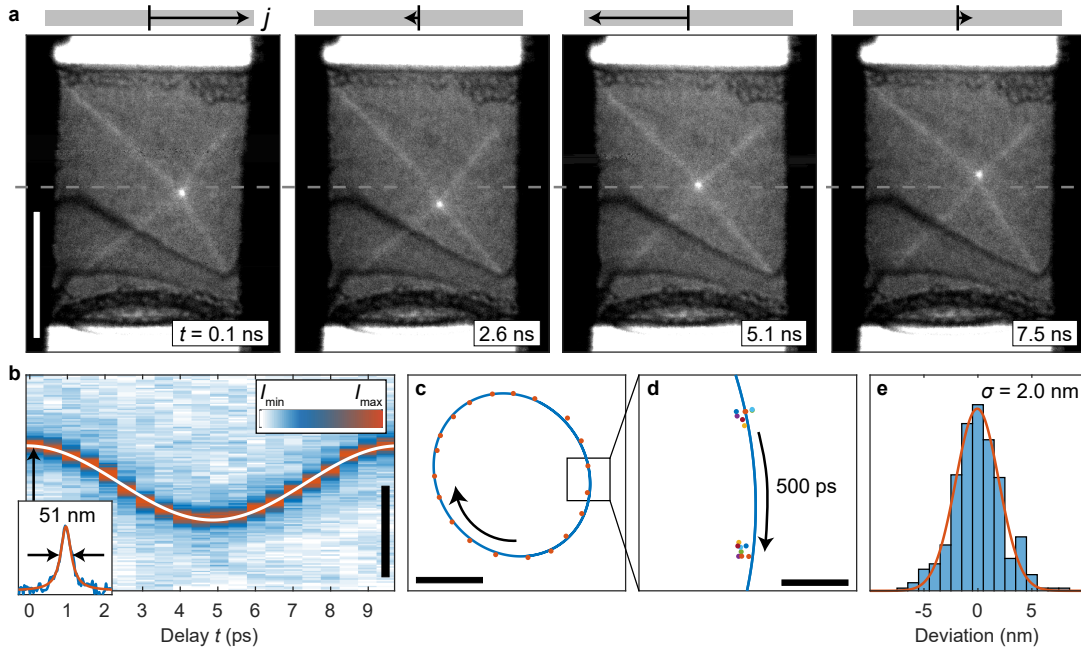 a
j
t = 0.1 ns
2.6 ns
5.1 ns
7.5 ns
b
I_min I_max
51 nm
0 1 2 3 4 5 6 7 8 9
Delay t (ps)
c
d
500 ps
e
σ = 2.0 nm
-5 0 5
Deviation (nm)